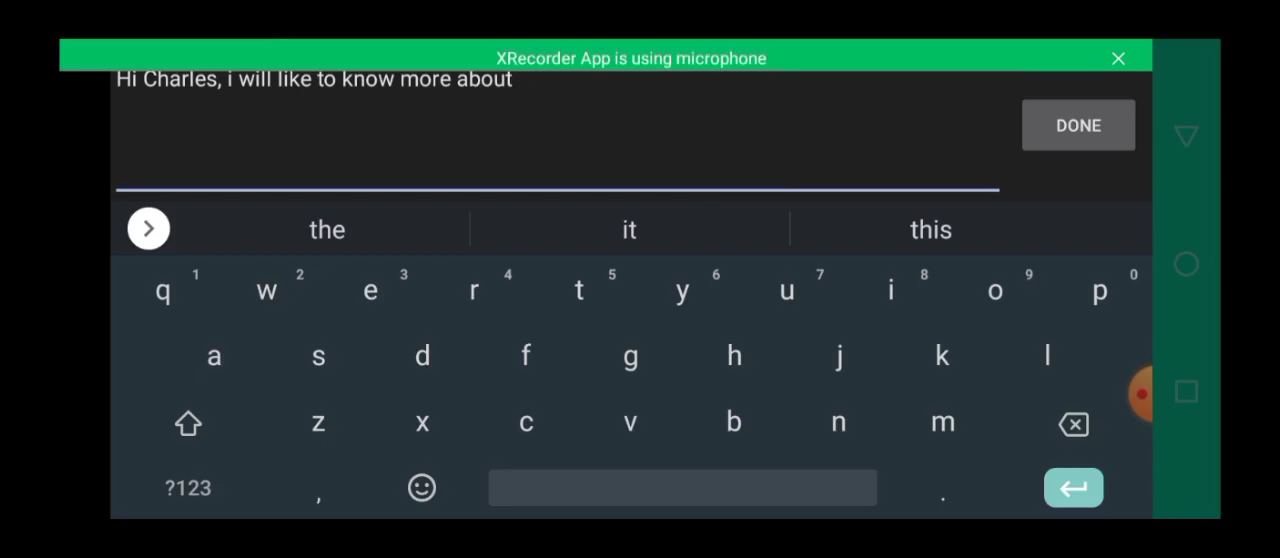 XRecorder App is using microphone
Hi Charles, i will like to know more about
DONE
the it this
q 1 w 2 e 3 r 4 t 5 y 6 u 7 i 8 o 9 p 0
a s d f g h j k l
z x c v b n m
?123 , .